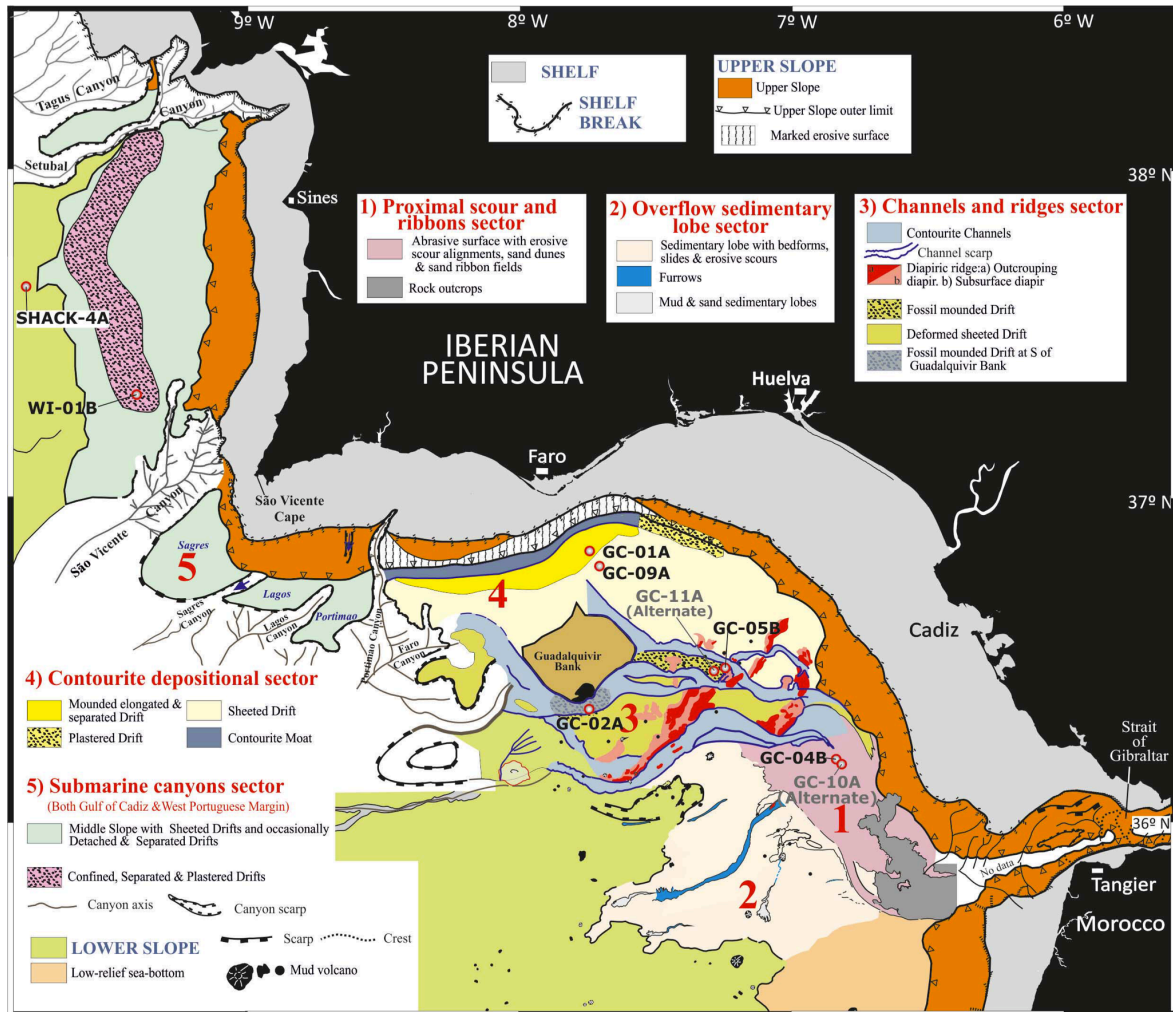 9º W
8º W
7º W
6º W
Tagus Canyon
Canyon
Setubal
SHELF
SHELF
BREAK
UPPER SLOPE
Upper Slope
Upper Slope outer limit
Marked erosive surface
38º N
Sines
1) Proximal scour and
ribbons sector
Abrasive surface with erosive
scour alignments, sand dunes
& sand ribbon fields
Rock outcrops
2) Overflow sedimentary
lobe sector
Sedimentary lobe with bedforms,
slides & erosive scours
Furrows
Mud & sand sedimentary lobes
3) Channels and ridges sector
Contourite Channels
Channel scarp
a
b
Diapiric ridge:a) Outcrouping
diapir. b) Subsurface diapir
Fossil mounded Drift
Deformed sheeted Drift
Fossil mounded Drift at S of
Guadalquivir Bank
SHACK-4A
WI-01B
IBERIAN
PENINSULA
Huelva
Faro
37º N
São Vicente
Cape
São Vicente
Canyon
Sagres
5
Lagos
Portimao
Sagres
Canyon
Lagos
Canyon
Portimao Canyon
Faro
Canyon
4
GC-01A
GC-09A
GC-11A
(Alternate)
GC-05B
Guadalquivir
Bank
GC-02A
3
GC-04B
GC-10A
(Alternate)
1
2
Cadiz
Strait
of
Gibraltar
36º N
No data
Tangier
Morocco
4) Contourite depositional sector
Mounded elongated &
separated Drift
Sheeted Drift
Plastered Drift
Contourite Moat
5) Submarine canyons sector
(Both Gulf of Cadiz &West Portuguese Margin)
Middle Slope with Sheeted Drifts and occasionally
Detached & Separated Drifts
Confined, Separated & Plastered Drifts
Canyon axis
Canyon scarp
LOWER SLOPE
Scarp
Crest
Low-relief sea-bottom
Mud volcano